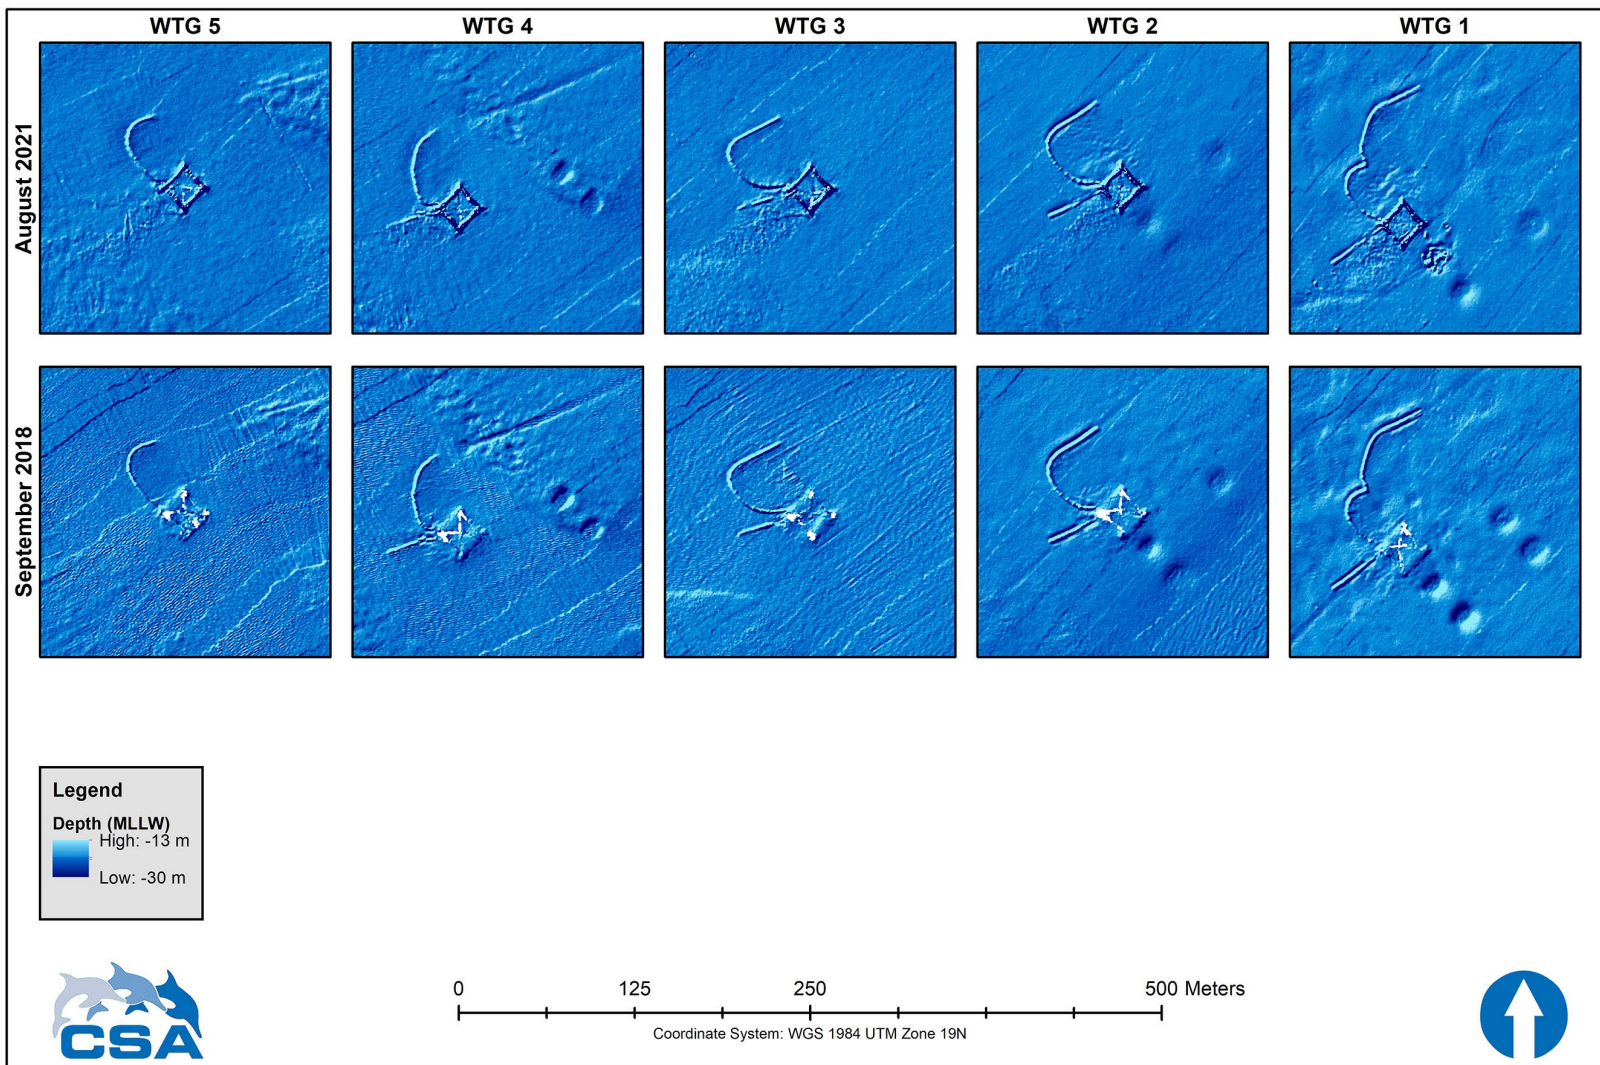 WTG 5 WTG 4 WTG 3 WTG 2 WTG 1
August 2021
September 2018
Legend
Depth (MLLW)
High: -13 m
Low: -30 m
CSA
0 125 250 500 Meters
Coordinate System: WGS 1984 UTM Zone 19N